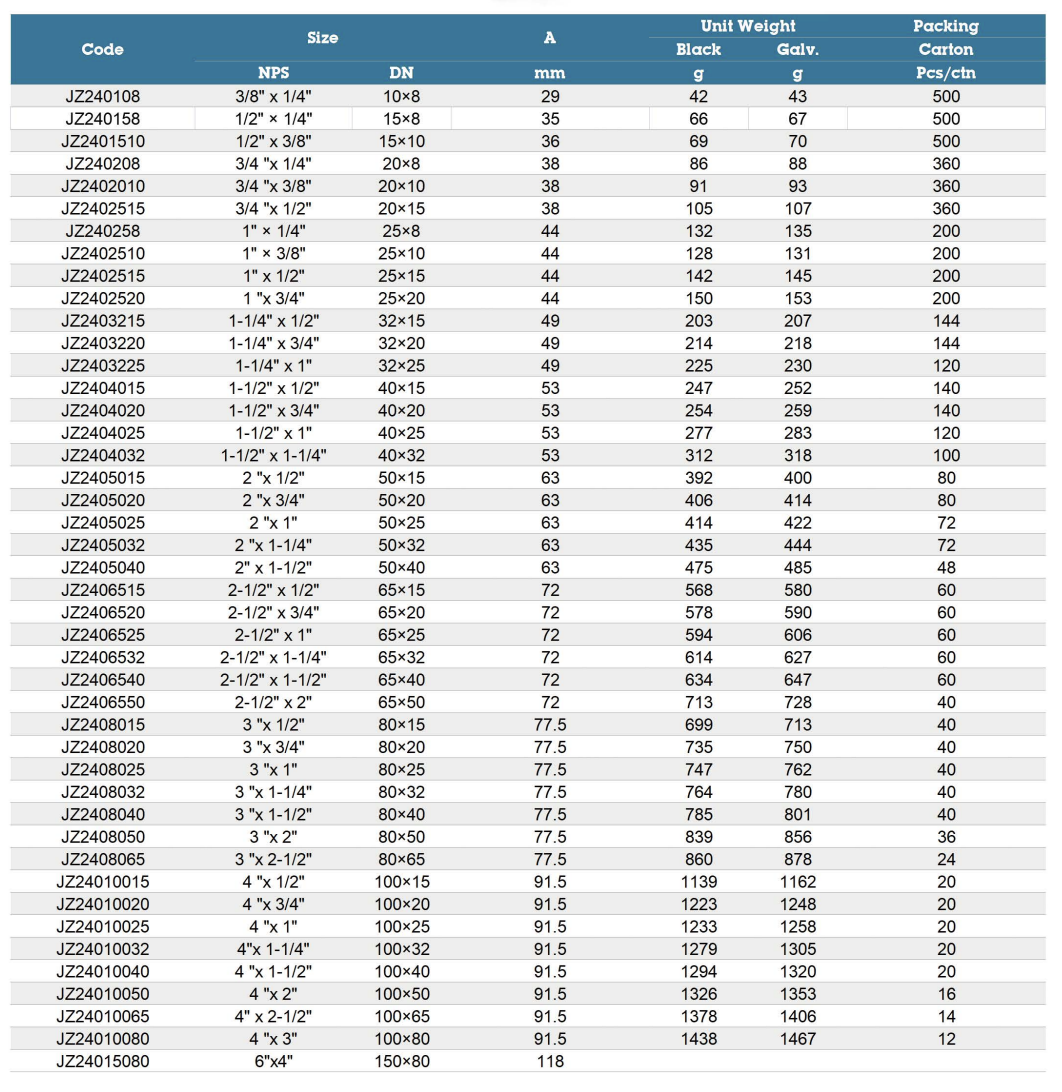 Code Size A Unit Weight Packing
Black Galv. Carton
NPS DN mm g g Pcs/ctn
JZ240108 3/8" x 1/4" 10×8 29 42 43 500
JZ240158 1/2" × 1/4" 15×8 35 66 67 500
JZ2401510 1/2" x 3/8" 15×10 36 69 70 500
JZ240208 3/4 "x 1/4" 20×8 38 86 88 360
JZ2402010 3/4 "x 3/8" 20×10 38 91 93 360
JZ2402515 3/4 "x 1/2" 20×15 38 105 107 360
JZ240258 1" × 1/4" 25×8 44 132 135 200
JZ2402510 1" × 3/8" 25×10 44 128 131 200
JZ2402515 1" x 1/2" 25×15 44 142 145 200
JZ2402520 1 "x 3/4" 25×20 44 150 153 200
JZ2403215 1-1/4" x 1/2" 32×15 49 203 207 144
JZ2403220 1-1/4" x 3/4" 32×20 49 214 218 144
JZ2403225 1-1/4" x 1" 32×25 49 225 230 120
JZ2404015 1-1/2" x 1/2" 40×15 53 247 252 140
JZ2404020 1-1/2" x 3/4" 40×20 53 254 259 140
JZ2404025 1-1/2" x 1" 40×25 53 277 283 120
JZ2404032 1-1/2" x 1-1/4" 40×32 53 312 318 100
JZ2405015 2 "x 1/2" 50×15 63 392 400 80
JZ2405020 2 "x 3/4" 50×20 63 406 414 80
JZ2405025 2 "x 1" 50×25 63 414 422 72
JZ2405032 2 "x 1-1/4" 50×32 63 435 444 72
JZ2405040 2" x 1-1/2" 50×40 63 475 485 48
JZ2406515 2-1/2" x 1/2" 65×15 72 568 580 60
JZ2406520 2-1/2" x 3/4" 65×20 72 578 590 60
JZ2406525 2-1/2" x 1" 65×25 72 594 606 60
JZ2406532 2-1/2" x 1-1/4" 65×32 72 614 627 60
JZ2406540 2-1/2" x 1-1/2" 65×40 72 634 647 60
JZ2406550 2-1/2" x 2" 65×50 72 713 728 40
JZ2408015 3 "x 1/2" 80×15 77.5 699 713 40
JZ2408020 3 "x 3/4" 80×20 77.5 735 750 40
JZ2408025 3 "x 1" 80×25 77.5 747 762 40
JZ2408032 3 "x 1-1/4" 80×32 77.5 764 780 40
JZ2408040 3 "x 1-1/2" 80×40 77.5 785 801 40
JZ2408050 3 "x 2" 80×50 77.5 839 856 36
JZ2408065 3 "x 2-1/2" 80×65 77.5 860 878 24
JZ24010015 4 "x 1/2" 100×15 91.5 1139 1162 20
JZ24010020 4 "x 3/4" 100×20 91.5 1223 1248 20
JZ24010025 4 "x 1" 100×25 91.5 1233 1258 20
JZ24010032 4"x 1-1/4" 100×32 91.5 1279 1305 20
JZ24010040 4 "x 1-1/2" 100×40 91.5 1294 1320 20
JZ24010050 4 "x 2" 100×50 91.5 1326 1353 16
JZ24010065 4" x 2-1/2" 100×65 91.5 1378 1406 14
JZ24010080 4 "x 3" 100×80 91.5 1438 1467 12
JZ24015080 6"x4" 150×80 118